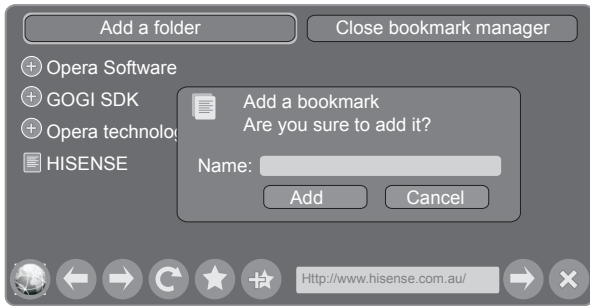 Add a folder
Close bookmark manager
Opera Software
GOGI SDK
Opera technolo
HISENSE
Add a bookmark
Are you sure to add it?
Name:
Add
Cancel
Http://www.hisense.com.au/